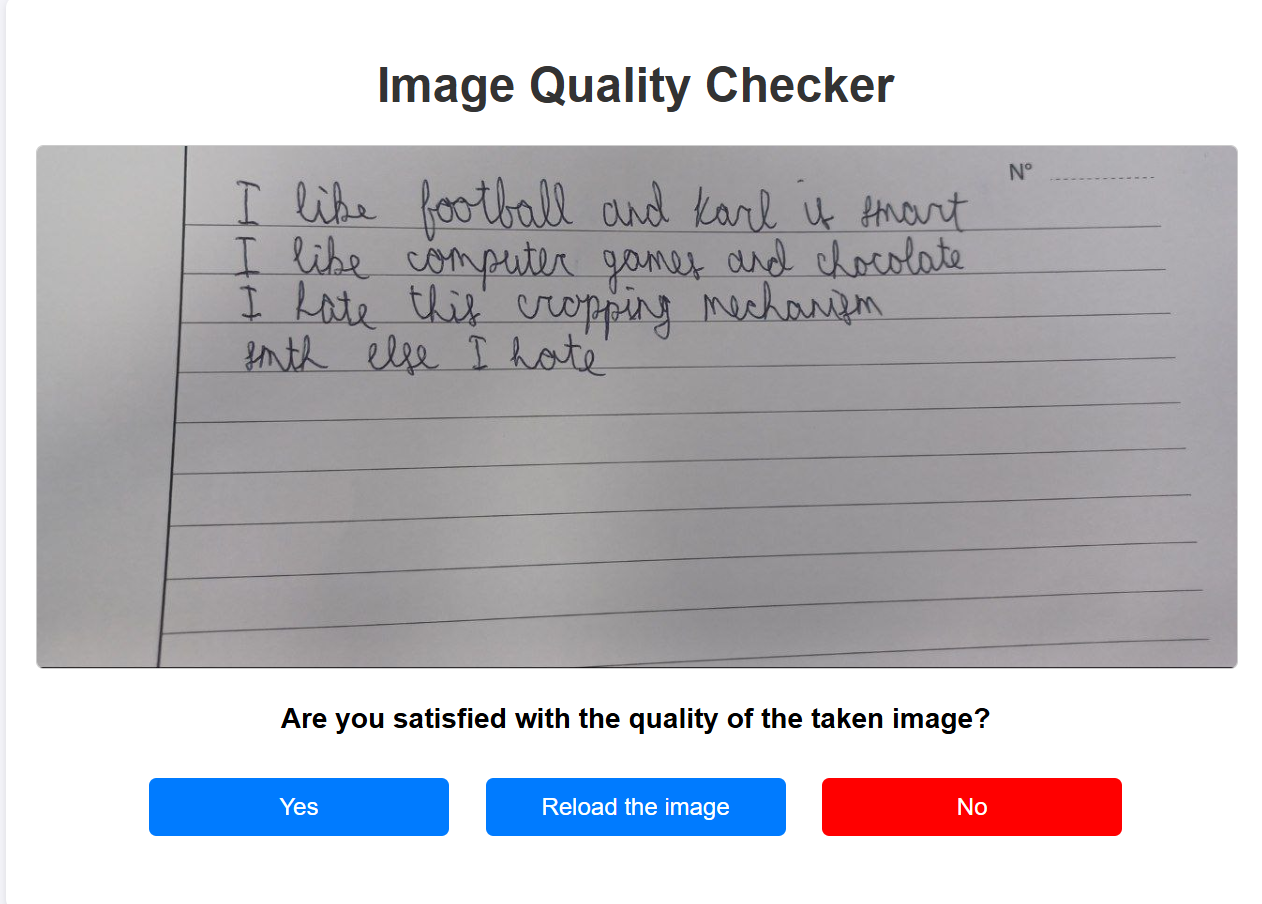 Image Quality Checker
N°
I like football and karl is smart
I like computer games and chocolate
I hate this cropping mechanism
smth else I hate
Are you satisfied with the quality of the taken image?
Yes
Reload the image
No